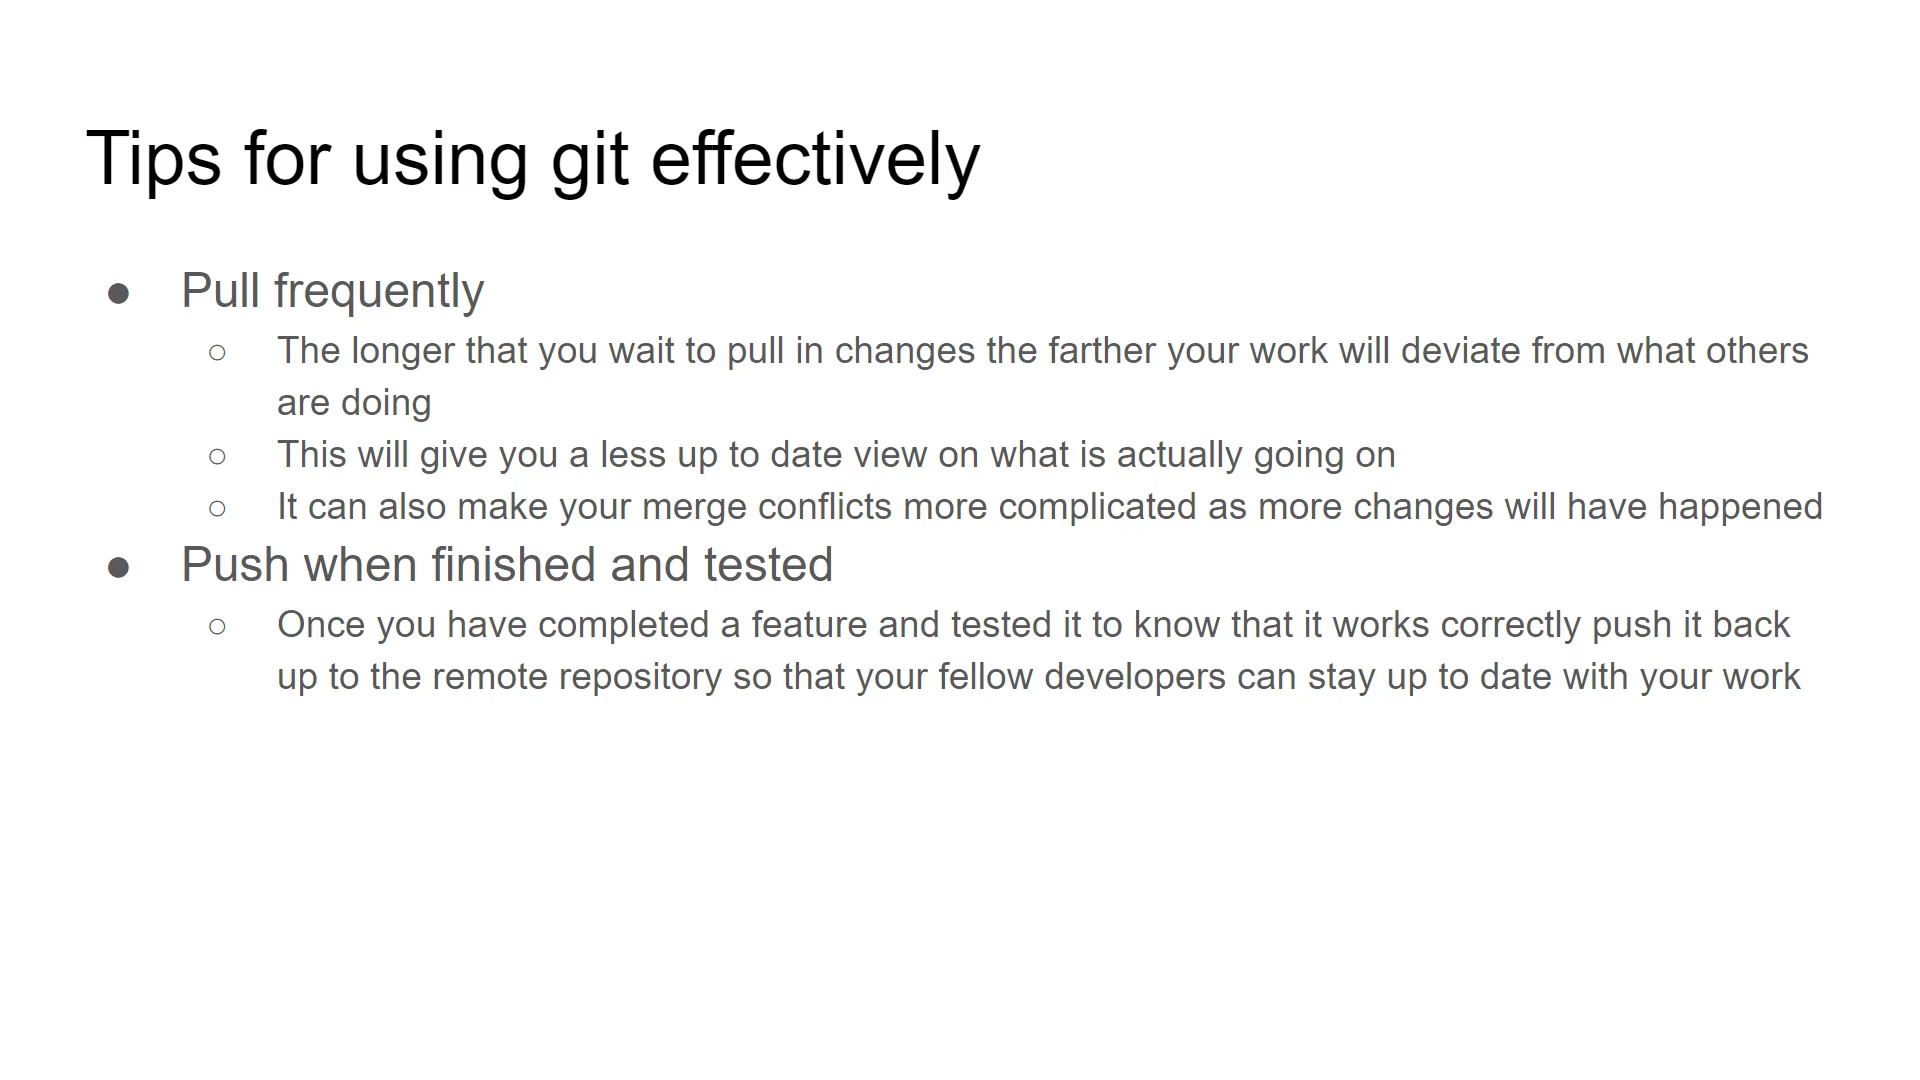 Tips for using git effectively
● Pull frequently
○ The longer that you wait to pull in changes the farther your work will deviate from what others
are doing
○ This will give you a less up to date view on what is actually going on
○ It can also make your merge conflicts more complicated as more changes will have happened
● Push when finished and tested
○ Once you have completed a feature and tested it to know that it works correctly push it back
up to the remote repository so that your fellow developers can stay up to date with your work